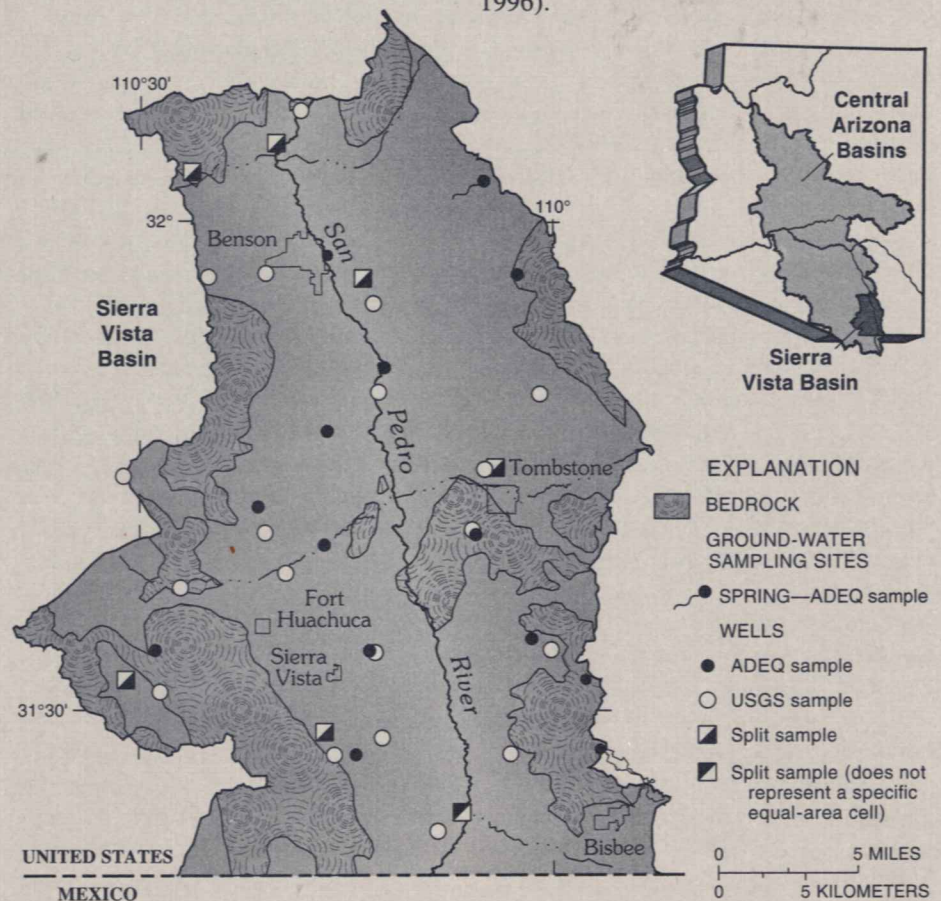 1996).
110°30'
32°
Benson
San
110°
Sierra
Vista
Basin
Pedro
Tombstone
Fort
Huachuca
Sierra
Vista
River
31°30'
Bisbee
UNITED STATES
MEXICO
Central
Arizona
Basins
Sierra
Vista Basin
EXPLANATION
BEDROCK
GROUND-WATER
SAMPLING SITES
SPRING—ADEQ sample
WELLS
ADEQ sample
USGS sample
Split sample
Split sample (does not
represent a specific
equal-area cell)
0 5 MILES
0 5 KILOMETERS